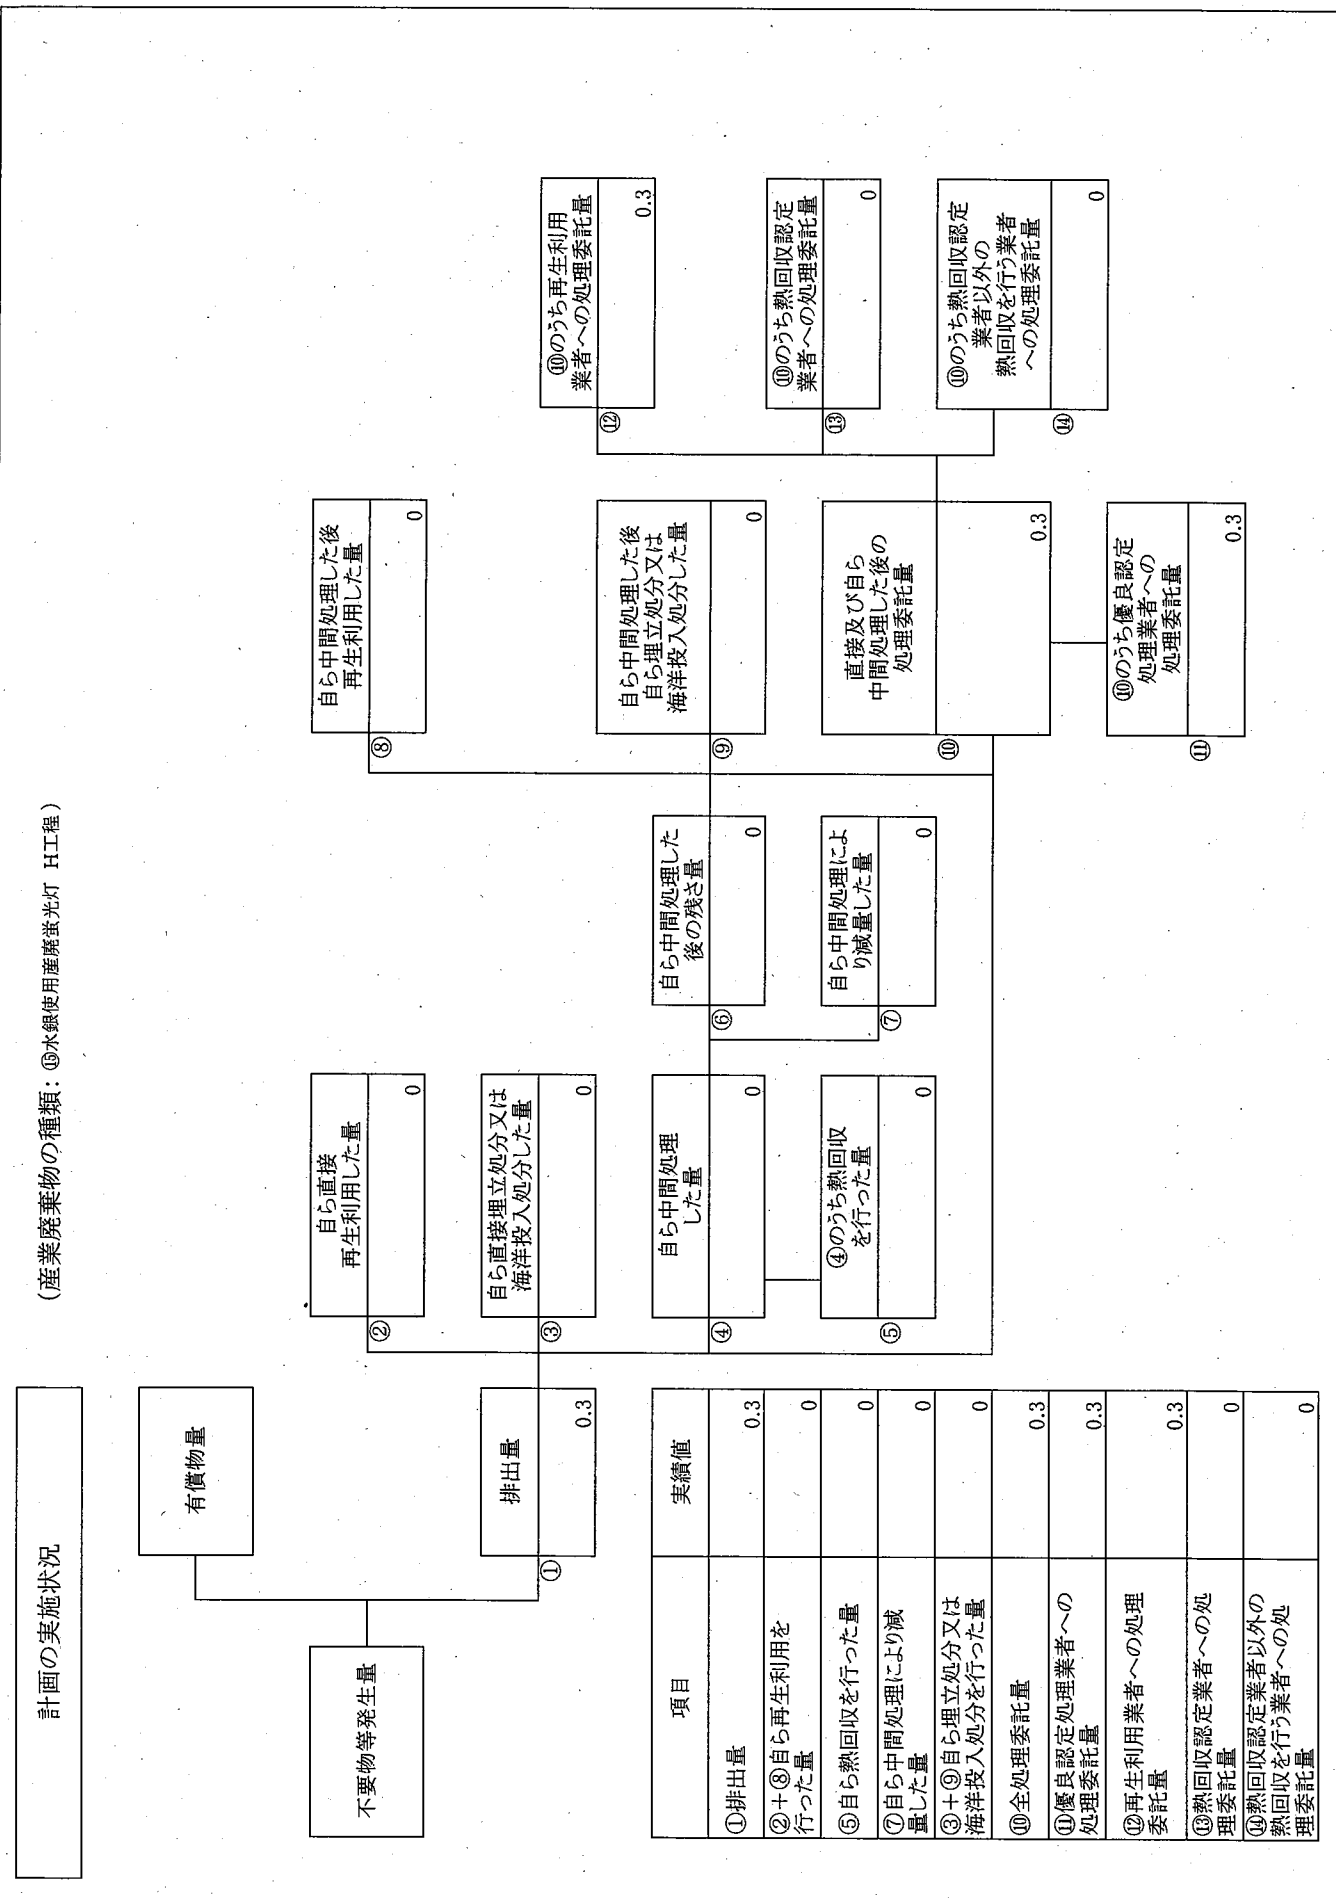 計画の実施状況
(産業廃棄物の種類：⑮水銀使用産廃蛍光灯 H工程)
有償物量
不要物等発生量
①
排出量
0.3
②
自ら直接
再生利用した量
0
③
自ら直接埋立処分又は
海洋投入処分した量
0
④
自ら中間処理
した量
0
⑤
④のうち熱回収
を行った量
0
⑥
自ら中間処理した
後の残さ量
0
⑦
自ら中間処理によ
り減量した量
0
⑧
自ら中間処理した後
再生利用した量
0
⑨
自ら中間処理した後
自ら埋立処分又は
海洋投入処分した量
0
⑩
直接及び自ら
中間処理した後の
処理委託量
0.3
⑪
⑩のうち優良認定
処理業者への
処理委託量
0.3
⑫
⑩のうち再生利用
業者への処理委託量
0.3
⑬
⑩のうち熱回収認定
業者への処理委託量
0
⑭
⑩のうち熱回収認定
業者以外の
熱回収を行う業者
への処理委託量
0
項目 実績値
①排出量 0.3
②＋⑧自ら再生利用を
行った量 0
⑤自ら熱回収を行った量 0
⑦自ら中間処理により減
量した量 0
③＋⑨自ら埋立処分又は
海洋投入処分を行った量 0
⑩全処理委託量 0.3
⑪優良認定処理業者への
処理委託量 0.3
⑫再生利用業者への処理
委託量 0.3
⑬熱回収認定業者への処
理委託量 0
⑭熱回収認定業者以外の
熱回収を行う業者への処
理委託量 0